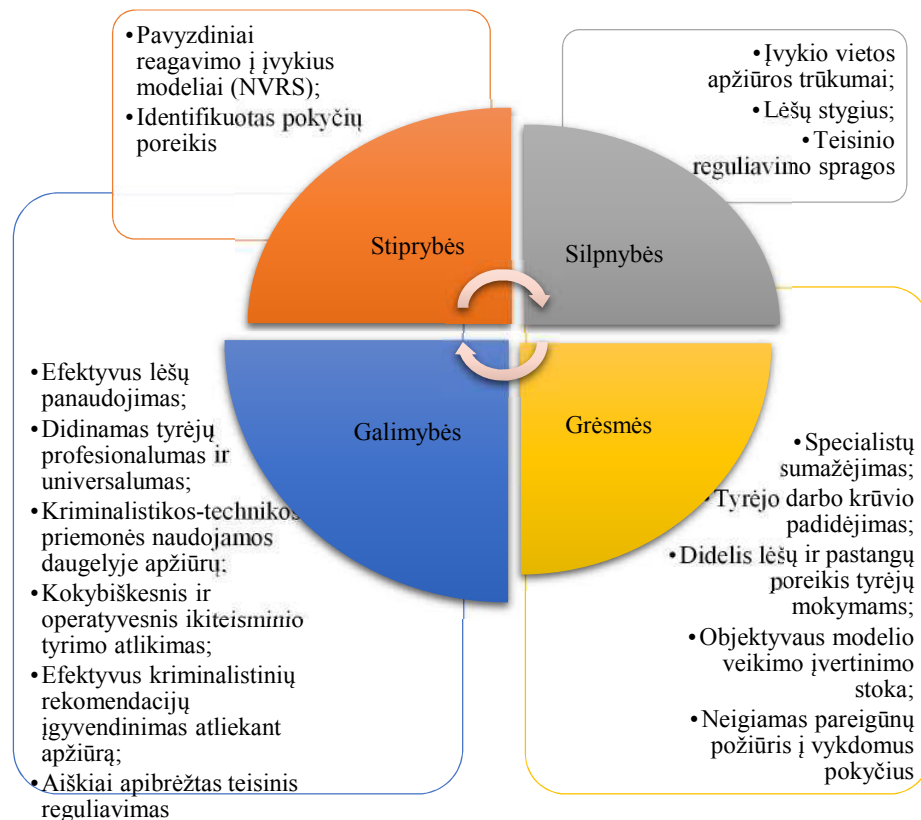 •Pavyzdiniai
reagavimo į įvykius
modeliai (NVRS);
•Identifikuotas pokyčių
poreikis
•Įvykio vietos
apžiūros trūkumai;
•Lėšų stygius;
•Teisinio
reguliavimo spragos
Stiprybės
Silpnybės
Galimybės
Grėsmės
•Efektyvus lėšų
panaudojimas;
•Didinamas tyrėjų
profesionalumas ir
universalumas;
•Kriminalistikos-technikos
priemonės naudojamos
daugelyje apžiūrų;
•Kokybiškesnis ir
operatyvesnis ikiteisminio
tyrimo atlikimas;
•Efektyvus kriminalistinių
rekomendacijų
įgyvendinimas atliekant
apžiūrą;
•Aiškiai apibrėžtas teisinis
reguliavimas
•Specialistų
sumažėjimas;
•Tyrėjo darbo krūvio
padidėjimas;
•Didelis lėšų ir pastangų
poreikis tyrėjų
mokymams;
•Objektyvaus modelio
veikimo įvertinimo
stoka;
•Neigiamas pareigūnų
požiūris į vykdomus
pokyčius